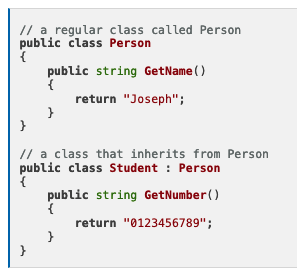 // a regular class called Person
public class Person
{
    public string GetName()
    {
        return "Joseph";
    }
}

// a class that inherits from Person
public class Student : Person
{
    public string GetNumber()
    {
        return "0123456789";
    }
}